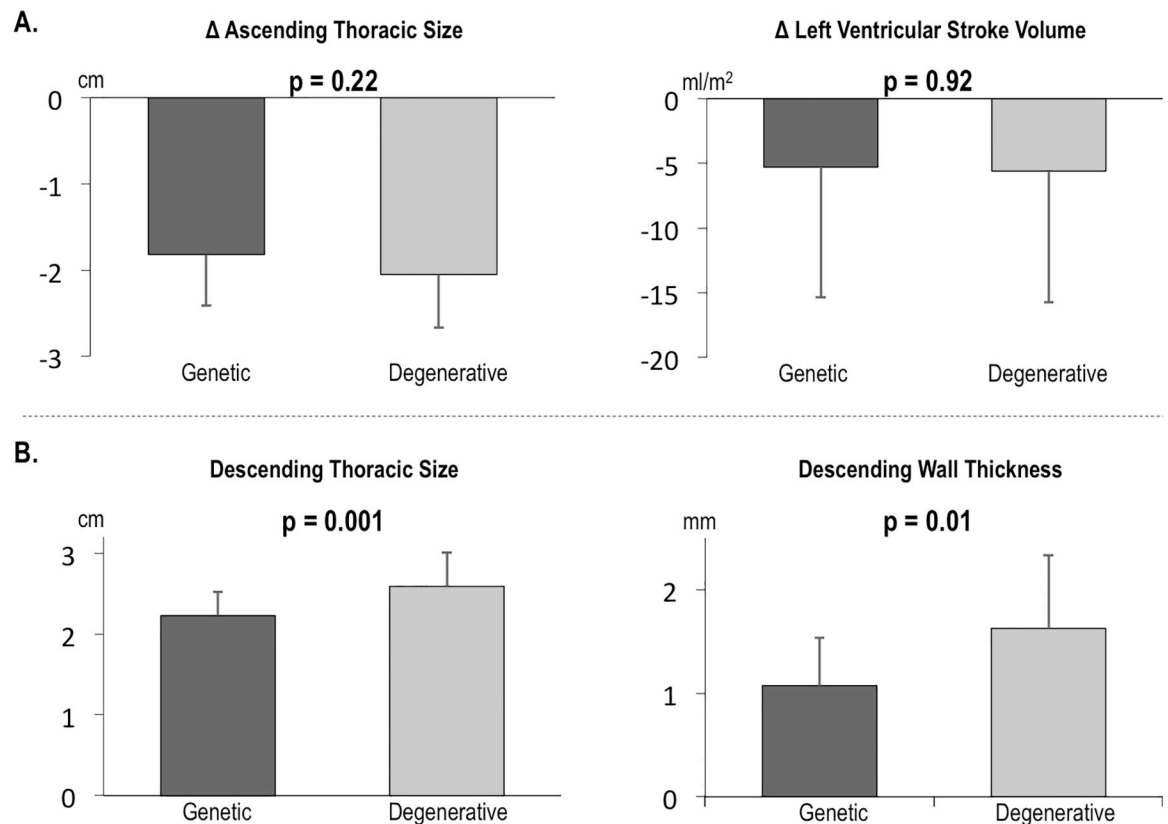 A.
Δ Ascending Thoracic Size
cm
p = 0.22
0
-1
-2
-3
Genetic
Degenerative
Δ Left Ventricular Stroke Volume
ml/m²
p = 0.92
0
-5
-10
-15
-20
Genetic
Degenerative
B.
Descending Thoracic Size
cm
p = 0.001
3
2
1
0
Genetic
Degenerative
Descending Wall Thickness
mm
p = 0.01
2
1
0
Genetic
Degenerative